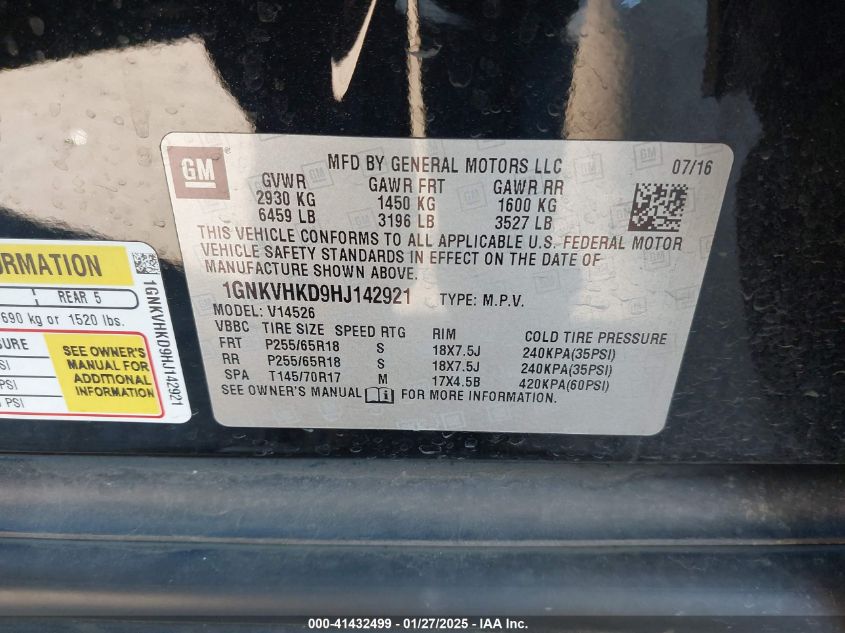 GM
MFD BY GENERAL MOTORS LLC 07/16
GVWR GAWR FRT GAWR RR
2930 KG 1450 KG 1600 KG
6459 LB 3196 LB 3527 LB
THIS VEHICLE CONFORMS TO ALL APPLICABLE U.S. FEDERAL MOTOR
VEHICLE SAFETY STANDARDS IN EFFECT ON THE DATE OF
MANUFACTURE SHOWN ABOVE.
1GNKVHKD9HJ142921 TYPE: M.P.V.
MODEL: V14526
VBBC TIRE SIZE SPEED RTG RIM COLD TIRE PRESSURE
FRT P255/65R18 S 18X7.5J 240KPA(35PSI)
RR P255/65R18 S 18X7.5J 240KPA(35PSI)
SPA T145/70R17 M 17X4.5B 420KPA(60PSI)
SEE OWNER'S MANUAL FOR MORE INFORMATION.
ORMATION
REAR 5
690 kg or 1520 lbs.
SURE
SI
SI
PSI
SEE OWNER'S
MANUAL FOR
ADDITIONAL
INFORMATION
1GNKVHKD9HJ142921
000-41432499 - 01/27/2025 - IAA Inc.